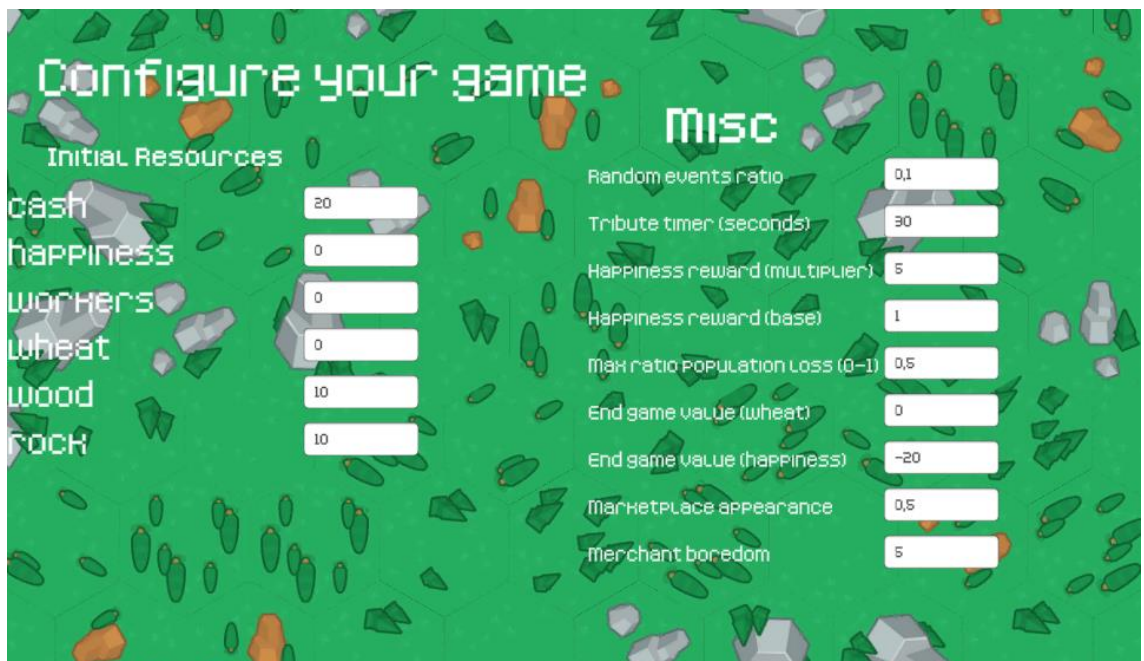 Configure your game
Initial Resources
cash 20
happiness 0
workers 0
wheat 0
wood 10
rock 10
Misc
Random events ratio 0,1
Tribute timer (seconds) 30
Happiness reward (multiplier) 5
Happiness reward (base) 1
Max ratio population loss (0-1) 0,5
End game value (wheat) 0
End game value (happiness) -20
Marketplace appearance 0,5
Merchant boredom 5